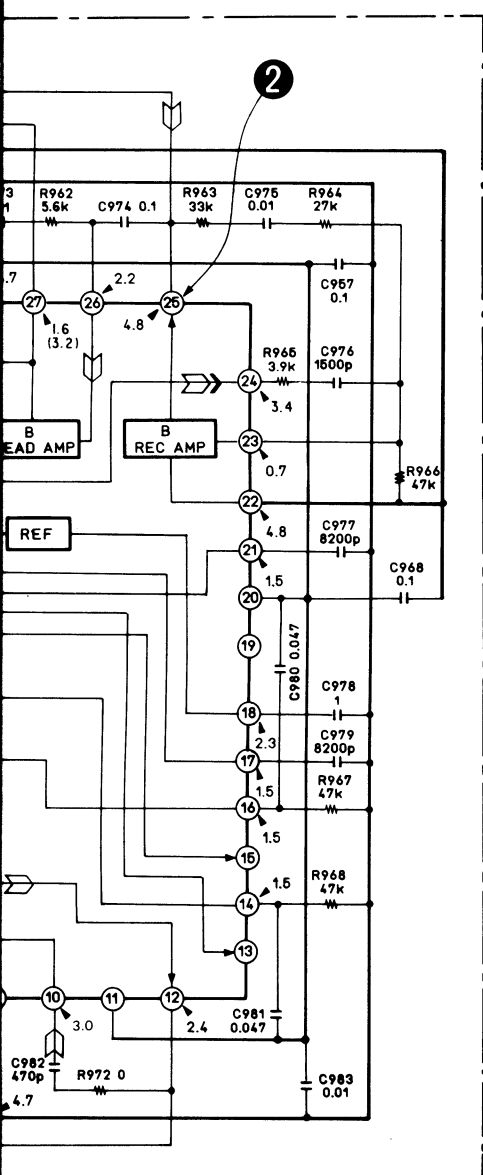 2
R962
5.6k
C974 0.1
R963
33k
C975
0.01
R964
27k
.7
2.2
C957
0.1
27
26
25
1.6
(3.2)
4.8
R965
3.9k
C976
1500p
24
3.4
B
EAD AMP
B
REC AMP
23
0.7
R966
47k
22
4.8
REF
C977
8200p
21
1.5
C968
0.1
20
C980 0.047
19
C978
1
18
2.3
C979
8200p
17
1.5
R967
47k
16
1.5
15
R968
47k
1.5
14
13
10
11
12
3.0
2.4
C981
0.047
C982
470p
R972 0
C983
0.01
4.7